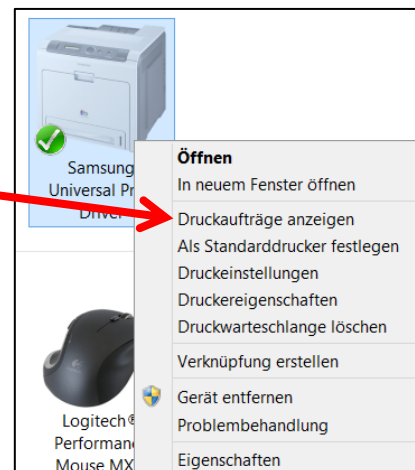 Samsung
Universal Pr
Driver
Öffnen
In neuem Fenster öffnen
Druckaufträge anzeigen
Als Standarddrucker festlegen
Druckeinstellungen
Druckereigenschaften
Druckwarteschlange löschen
Verknüpfung erstellen
Gerät entfernen
Problembehandlung
Eigenschaften
Logitech®
Performan
Mouse MX